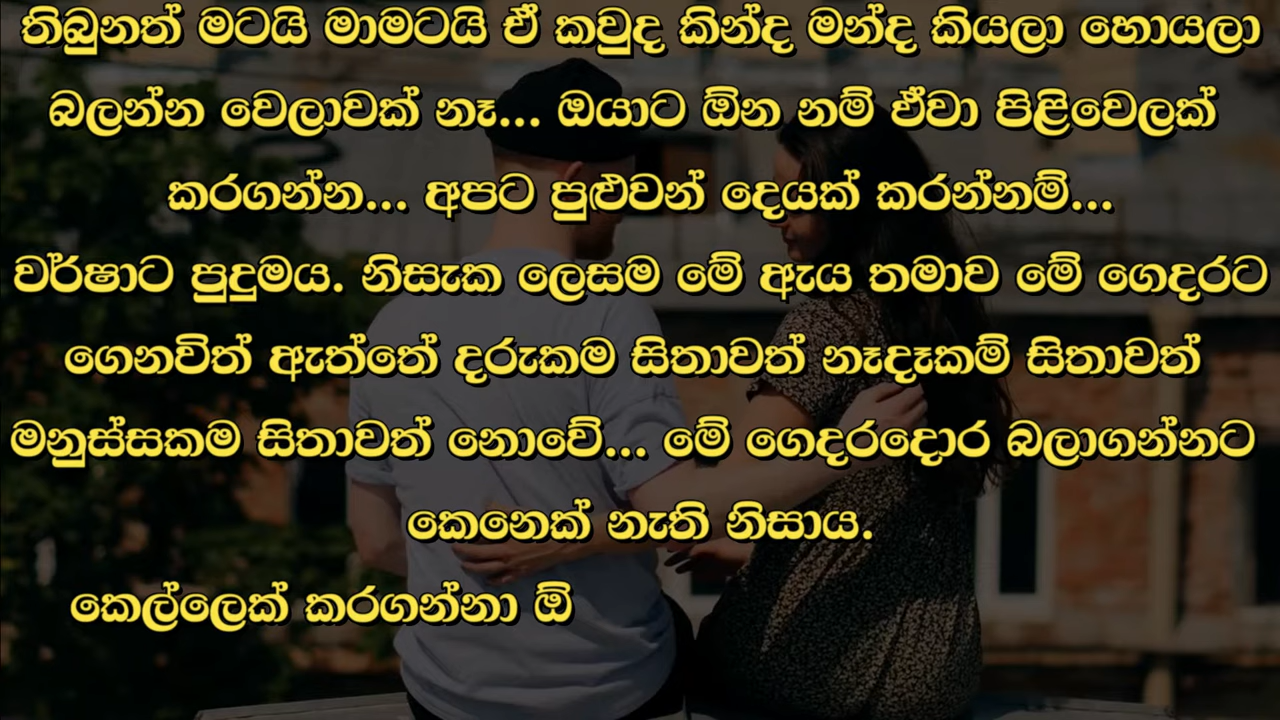 තිබුනත් මටයි මාමටයි ඒ කවුද කින්ද මන්ද කියලා හොයලා
බලන්න වෙලාවක් නෑ... ඔයාට ඕන නම් ඒවා පිළිවෙලක්
කරගන්න... අපට පුළුවන් දෙයක් කරන්නම්...
වර්ෂාට පුදුමය. නිසැක ලෙසම මේ ඇය තමාව මේ ගෙදරට
ගෙනවිත් ඇත්තේ දරුකම සිතාවත් නෑදෑකම් සිතාවත්
මනුස්සකම සිතාවත් නොවේ... මේ ගෙදරදොර බලාගන්නට
කෙනෙක් නැති නිසාය.
කෙල්ලෙක් කරගන්නා ඕ